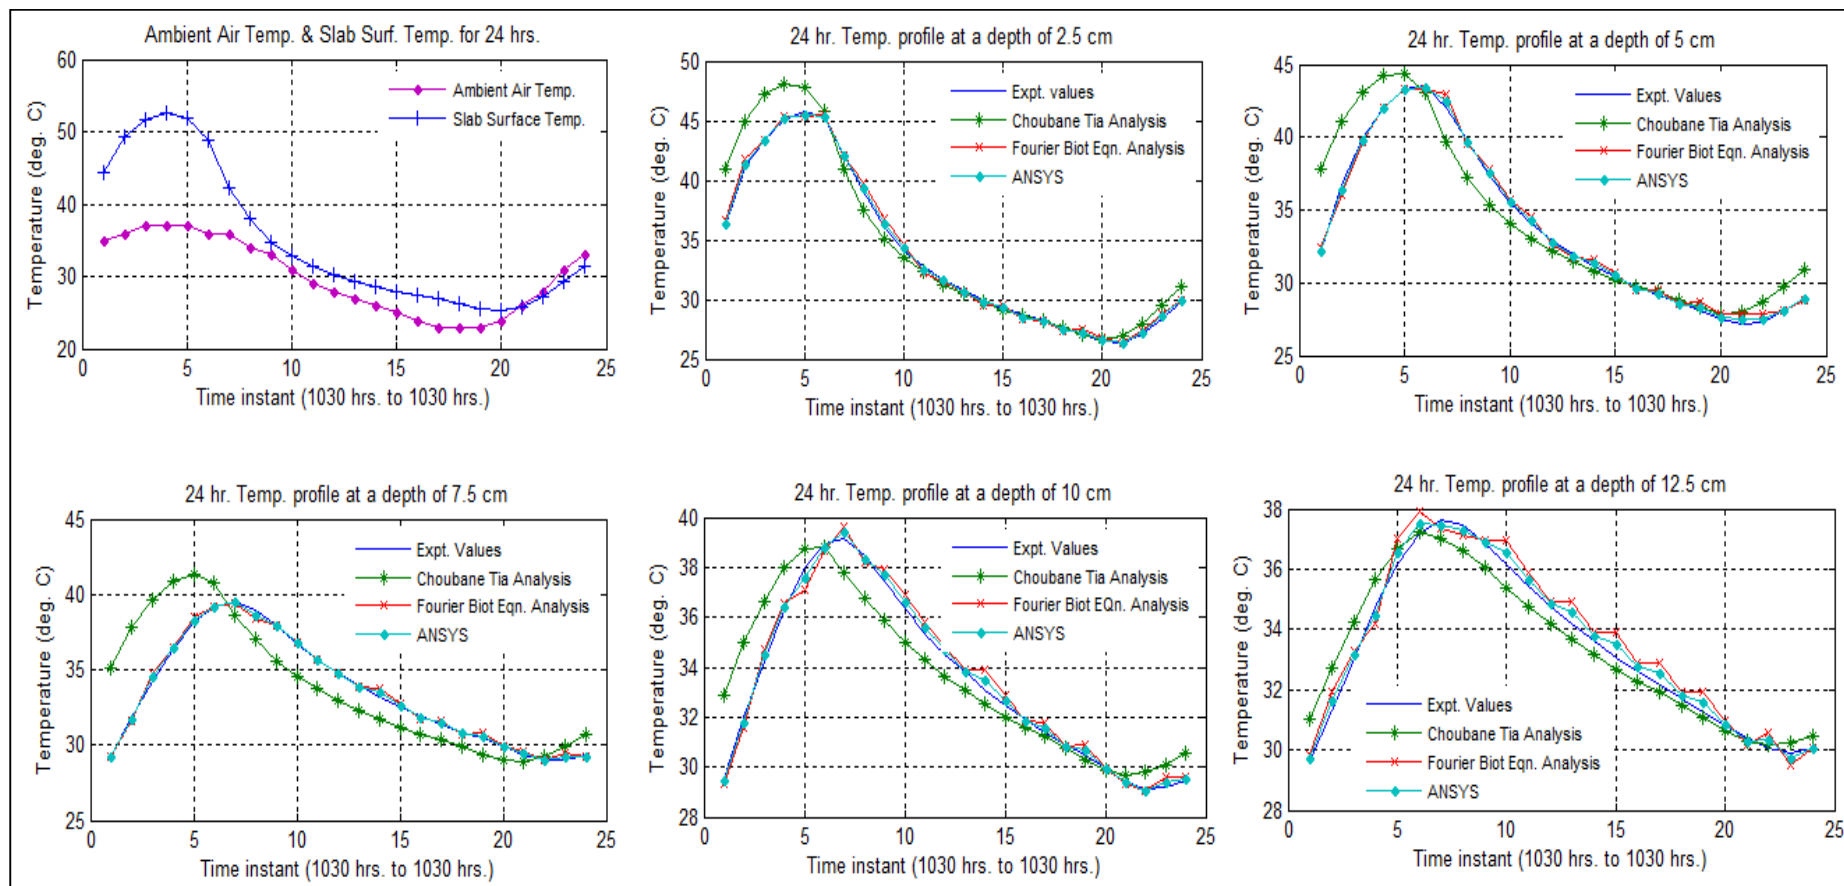 Ambient Air Temp. & Slab Surf. Temp. for 24 hrs.
60
50
40
30
20
0
5
10
15
20
25
Temperature (deg. C)
Time instant (1030 hrs. to 1030 hrs.)
Ambient Air Temp.
Slab Surface Temp.
24 hr. Temp. profile at a depth of 2.5 cm
50
45
40
35
30
25
0
5
10
15
20
25
Temperature (deg. C)
Time instant (1030 hrs. to 1030 hrs.)
Expt. values
Choubane Tia Analysis
Fourier Biot Eqn. Analysis
ANSYS
24 hr. Temp. profile at a depth of 5 cm
45
40
35
30
25
0
5
10
15
20
25
Temperature (deg. C)
Time instant (1030 hrs. to 1030 hrs.)
Expt. Values
Choubane Tia Analysis
Fourier Biot Eqn. Analysis
ANSYS
24 hr. Temp. profile at a depth of 7.5 cm
45
40
35
30
25
0
5
10
15
20
25
Temperature (deg. C)
Time instant (1030 hrs. to 1030 hrs.)
Expt. Values
Choubane Tia Analysis
Fourier Biot Eqn. Analysis
ANSYS
24 hr. Temp. profile at a depth of 10 cm
40
38
36
34
32
30
28
0
5
10
15
20
25
Temperature (deg. C)
Time instant (1030 hrs. to 1030 hrs.)
Expt. Values
Choubane Tia Analysis
Fourier Biot EQn. Analysis
ANSYS
24 hr. Temp. profile at a depth of 12.5 cm
38
36
34
32
30
28
0
5
10
15
20
25
Temperature (deg. C)
Time instant (1030 hrs. to 1030 hrs.)
Expt. Values
Choubane Tia Analysis
Fourier Biot Eqn. Analysis
ANSYS